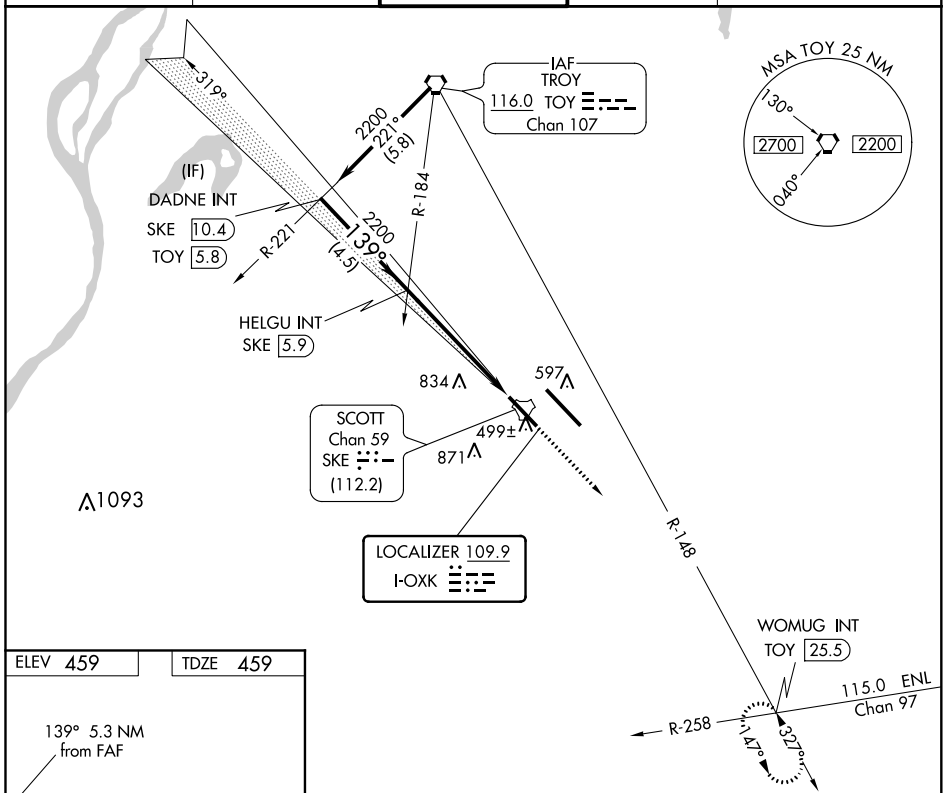 MSA TOY 25 NM
130°
2700
2200
040°
IAF
TROY
116.0 TOY
Chan 107
319°
2200
221°
(5.8)
(IF)
DADNE INT
SKE 10.4
TOY 5.8
R-221
R-184
2200
139°
(4.5)
HELGU INT
SKE 5.9
834
597
SCOTT
Chan 59
SKE
(112.2)
499±
871
1093
LOCALIZER 109.9
I-OXK
R-148
WOMUG INT
TOY 25.5
115.0 ENL
Chan 97
R-258
147°
327°
ELEV 459
TDZE 459
139° 5.3 NM
from FAF